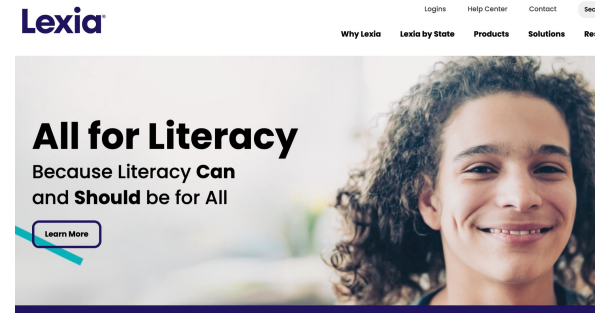 Lexia®
Logins Help Center Contact
Why Lexia Lexia by State Products Solutions
All for Literacy
Because Literacy Can
and Should be for All
Learn More